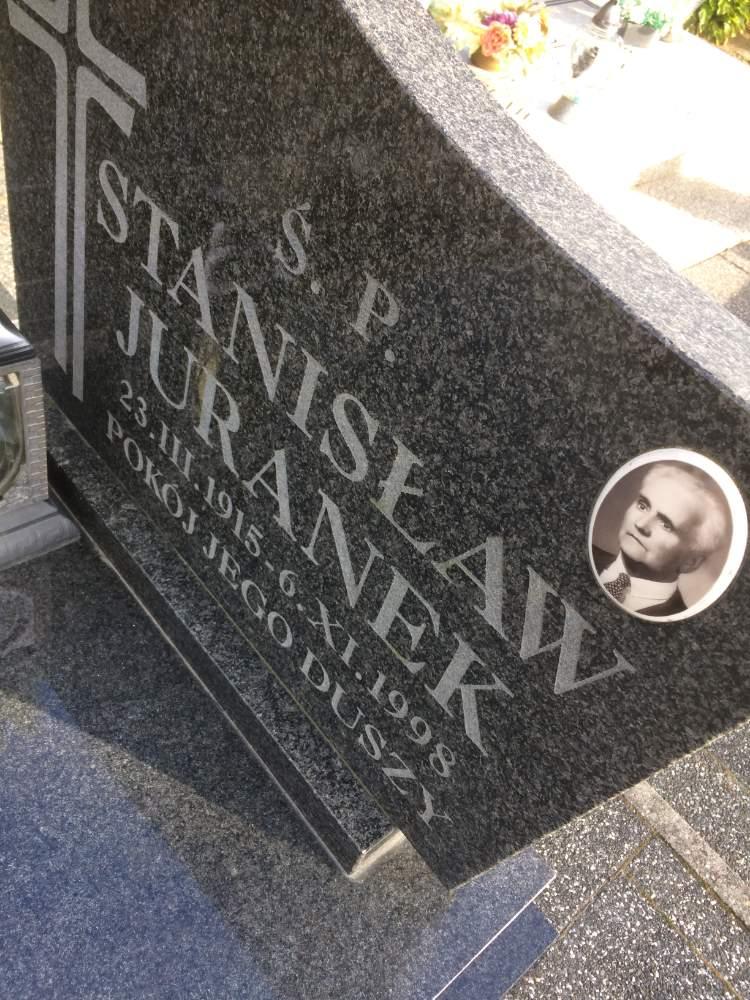 Ś. P.
STANISŁAW
JURANEK
23.III.1915-6.XI.1998
POKÓJ JEGO DUSZY